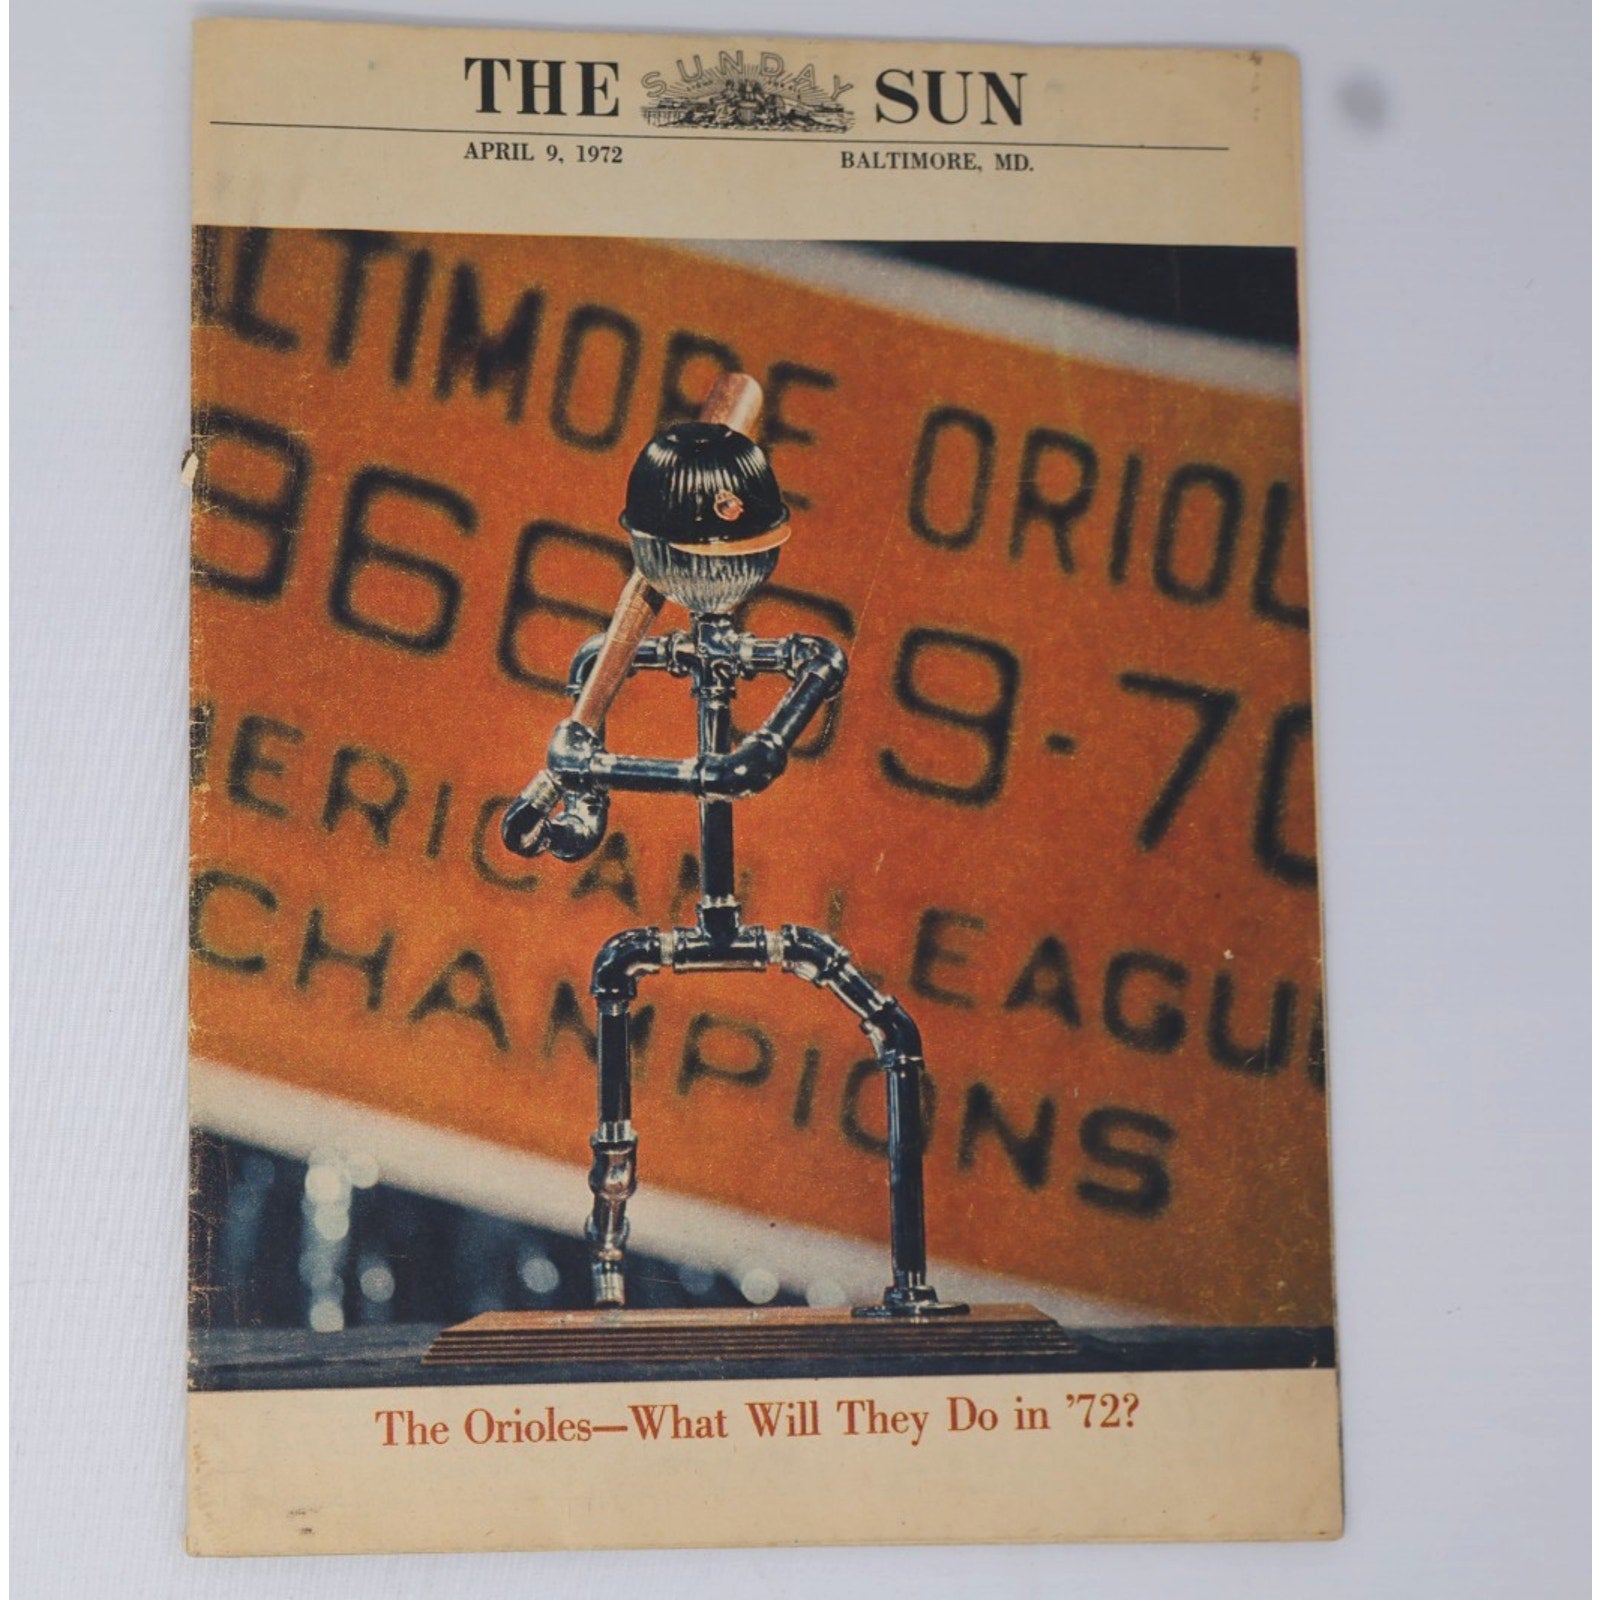 THE SUNDAY SUN
APRIL 9, 1972 BALTIMORE, MD.
LTIMORE ORIOL
966-69-70
ERICAN LEAGU
CHAMPIONS
The Orioles—What Will They Do in ’72?